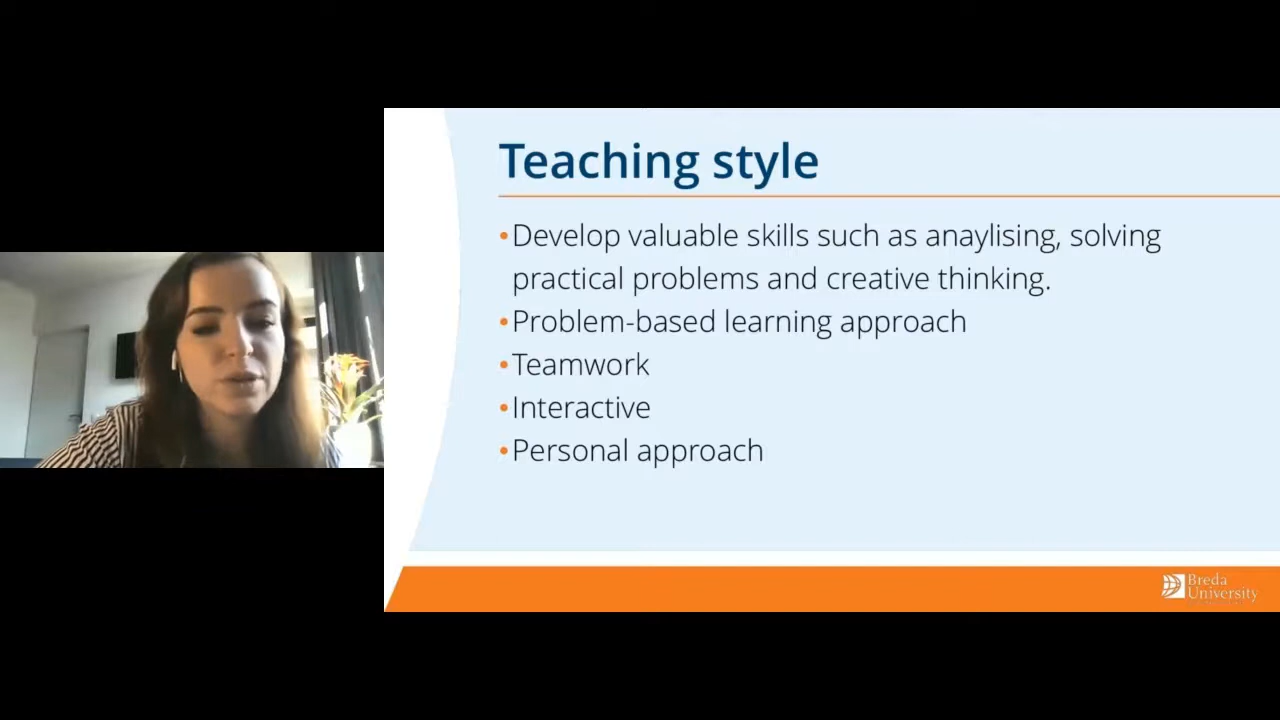 Teaching style
•Develop valuable skills such as anaylising, solving
practical problems and creative thinking.
•Problem-based learning approach
•Teamwork
•Interactive
•Personal approach
Breda
University